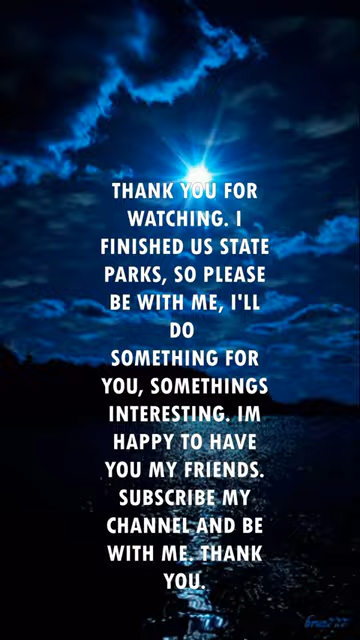 THANK YOU FOR
WATCHING. I
FINISHED US STATE
PARKS, SO PLEASE
BE WITH ME, I'LL
DO
SOMETHING FOR
YOU, SOMETHINGS
INTERESTING. IM
HAPPY TO HAVE
YOU MY FRIENDS.
SUBSCRIBE MY
CHANNEL AND BE
WITH ME. THANK
YOU.